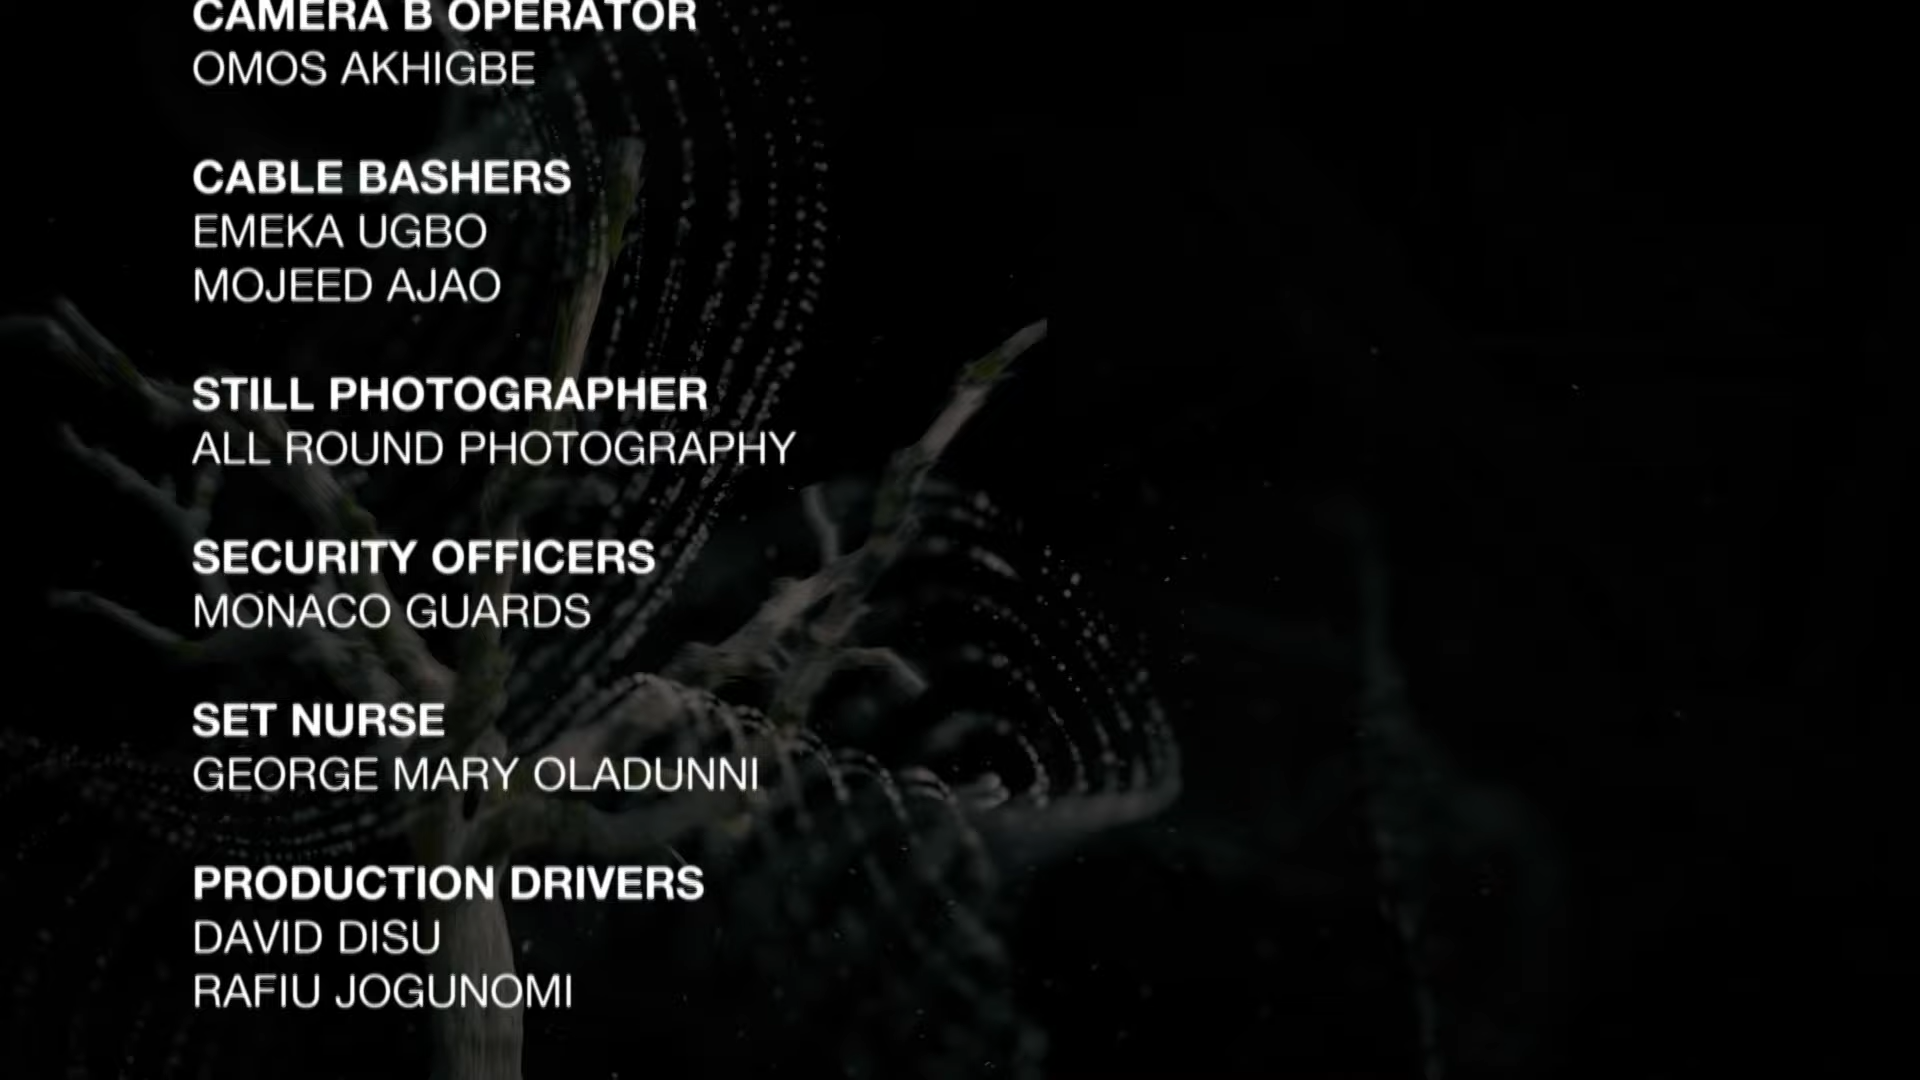 CAMERA B OPERATOR
OMOS AKHIGBE
CABLE BASHERS
EMEKA UGBO
MOJEED AJAO
STILL PHOTOGRAPHER
ALL ROUND PHOTOGRAPHY
SECURITY OFFICERS
MONACO GUARDS
SET NURSE
GEORGE MARY OLADUNNI
PRODUCTION DRIVERS
DAVID DISU
RAFIU JOGUNOMI